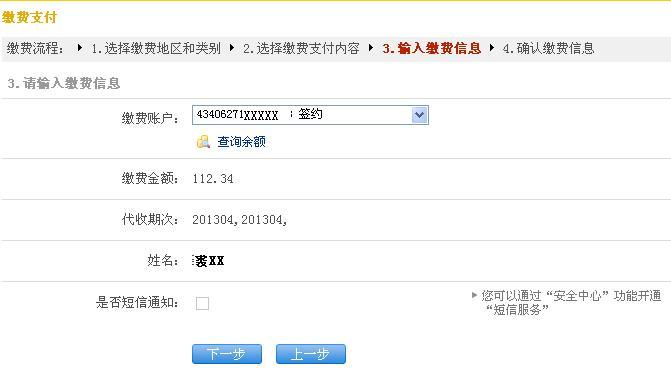 缴费支付
缴费流程： 1.选择缴费地区和类别 2.选择缴费支付内容 3.输入缴费信息 4.确认缴费信息
3.请输入缴费信息
缴费账户： 43406271XXXXX 签约
查询余额
缴费金额： 112.34
代收期次： 201304,201304,
姓名： 裘XX
是否短信通知：
您可以通过“安全中心”功能开通
“短信服务”
下一步 上一步